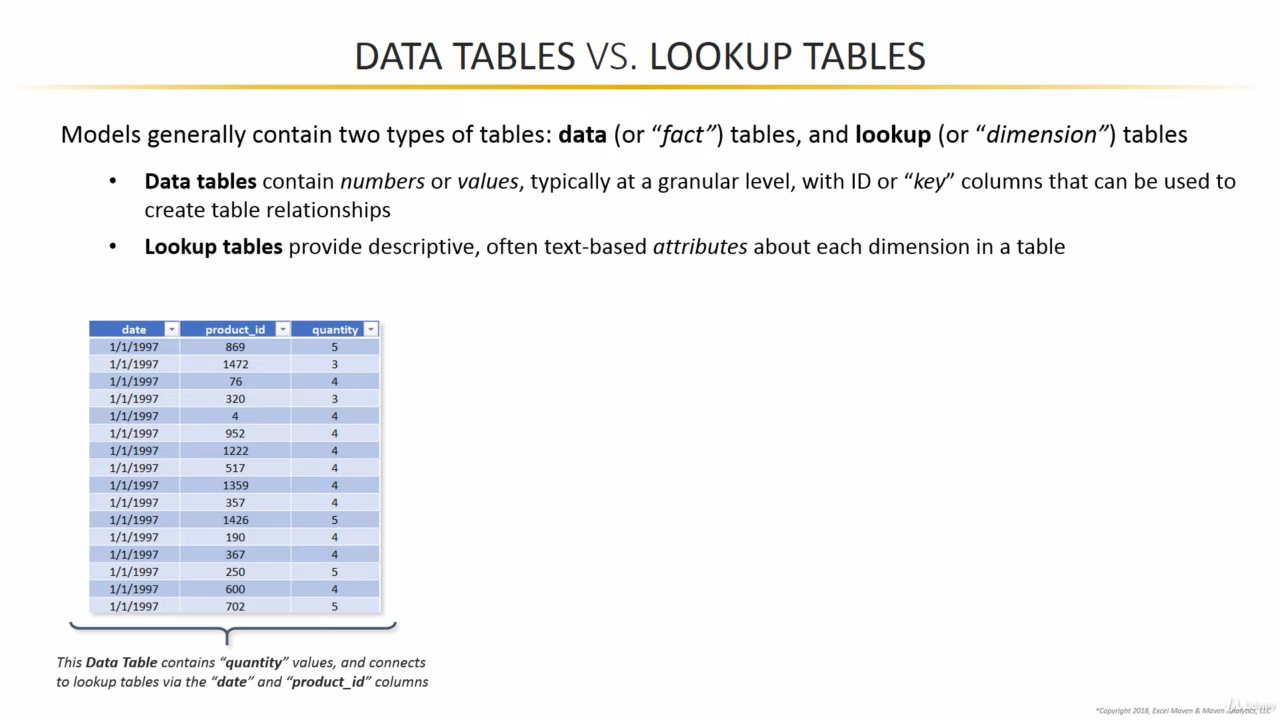 DATA TABLES VS. LOOKUP TABLES
Models generally contain two types of tables: data (or “fact”) tables, and lookup (or “dimension”) tables
• Data tables contain numbers or values, typically at a granular level, with ID or “key” columns that can be used to
create table relationships
• Lookup tables provide descriptive, often text-based attributes about each dimension in a table
date product_id quantity
1/1/1997 869 5
1/1/1997 1472 3
1/1/1997 76 4
1/1/1997 320 3
1/1/1997 4 4
1/1/1997 952 4
1/1/1997 1222 4
1/1/1997 517 4
1/1/1997 1359 4
1/1/1997 357 4
1/1/1997 1426 5
1/1/1997 190 4
1/1/1997 367 4
1/1/1997 250 5
1/1/1997 600 4
1/1/1997 702 5
This Data Table contains “quantity” values, and connects
to lookup tables via the “date” and “product_id” columns
*Copyright 2018, Excel Maven & Maven Analytics, LLC